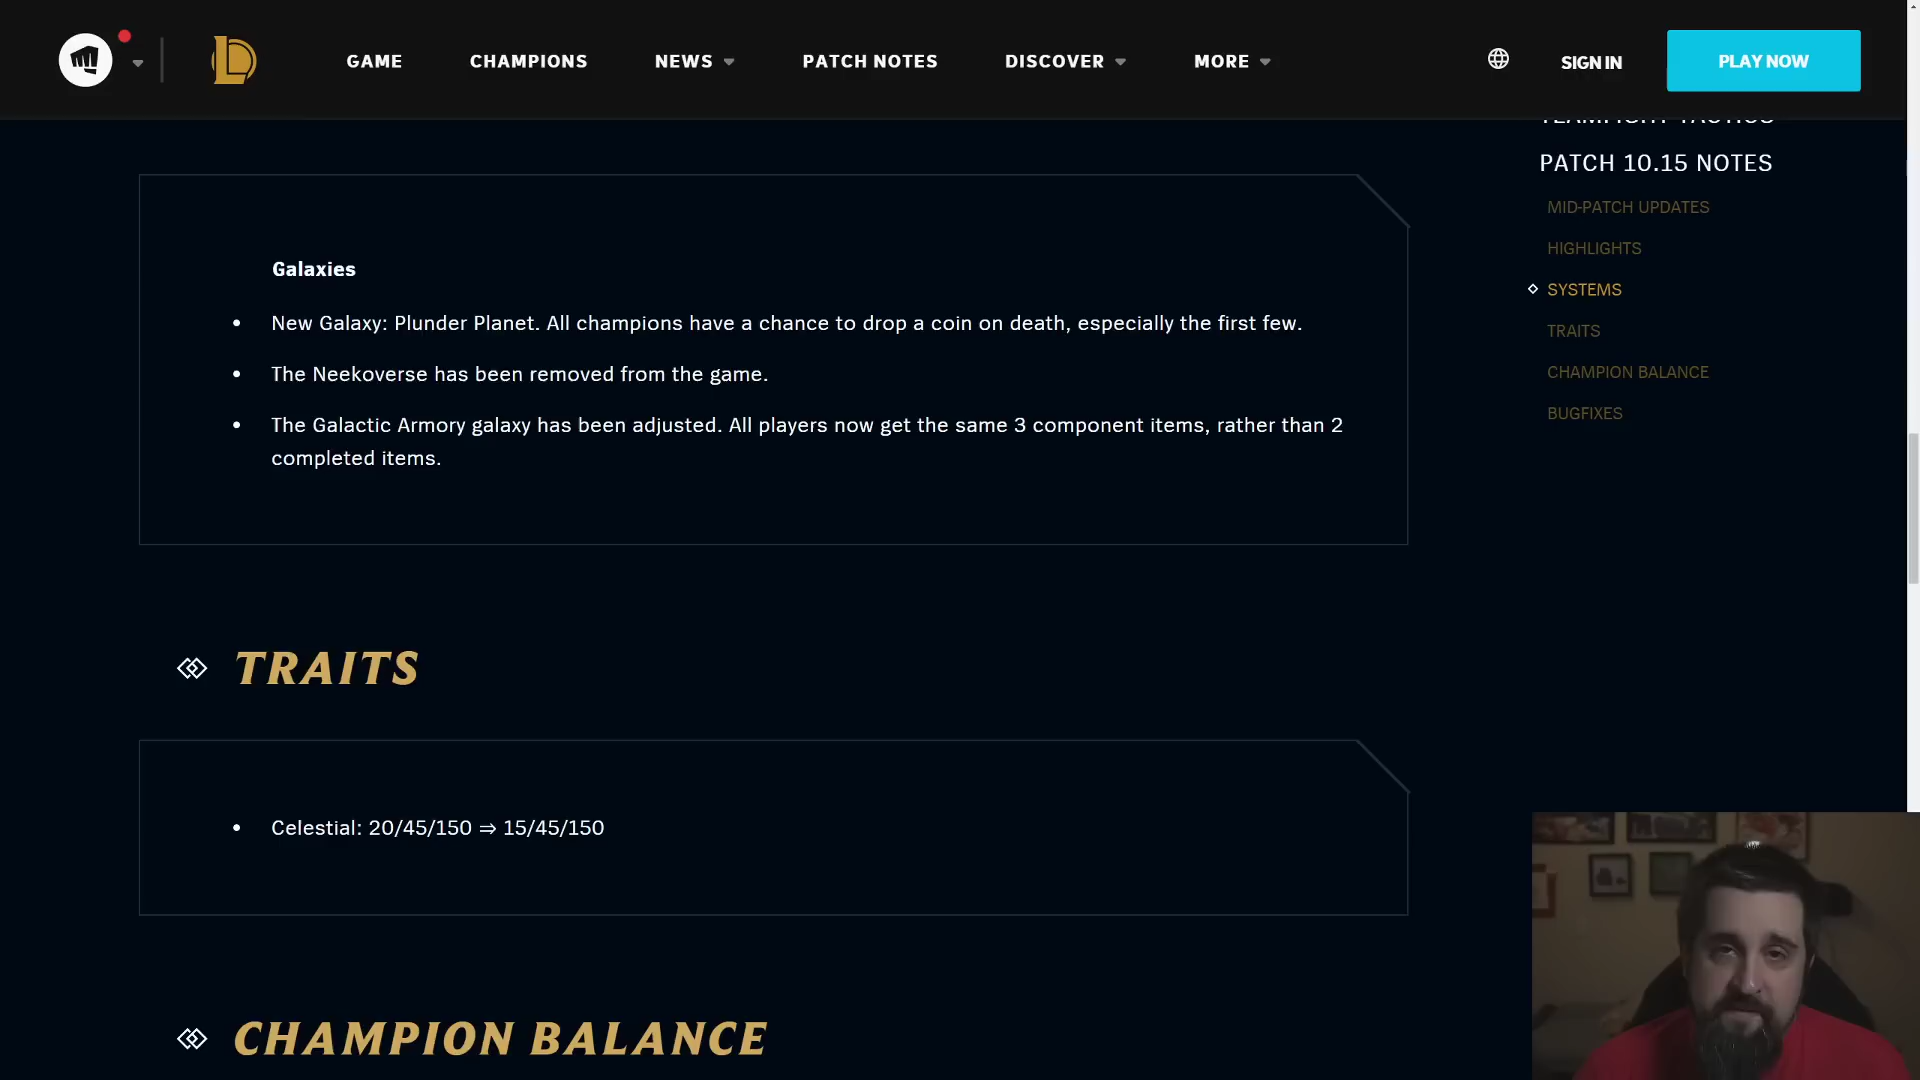 GAME
CHAMPIONS
NEWS
PATCH NOTES
DISCOVER
MORE
SIGN IN
PLAY NOW
TEAMFIGHT TACTICS
PATCH 10.15 NOTES
MID-PATCH UPDATES
HIGHLIGHTS
SYSTEMS
TRAITS
CHAMPION BALANCE
BUGFIXES
Galaxies
• New Galaxy: Plunder Planet. All champions have a chance to drop a coin on death, especially the first few.
• The Neekoverse has been removed from the game.
• The Galactic Armory galaxy has been adjusted. All players now get the same 3 component items, rather than 2
completed items.
TRAITS
• Celestial: 20/45/150 ⇒ 15/45/150
CHAMPION BALANCE